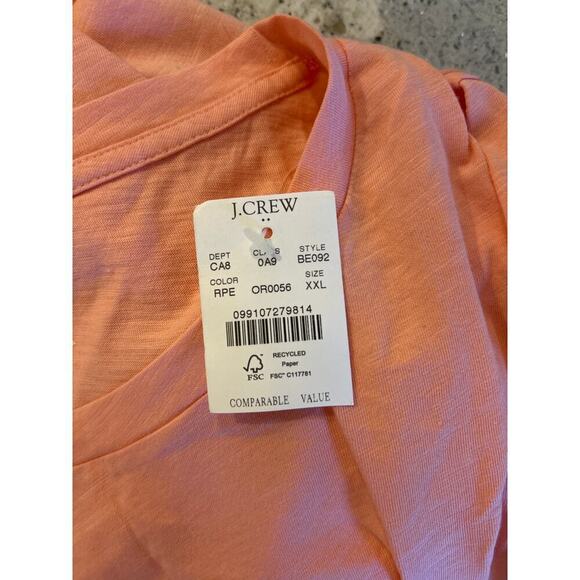 J.CREW
DEPT CLASS STYLE
CA8 0A9 BE092
COLOR SIZE
RPE OR0056 XXL
099107279814
RECYCLED
Paper
FSC FSC™ C117781
COMPARABLE VALUE